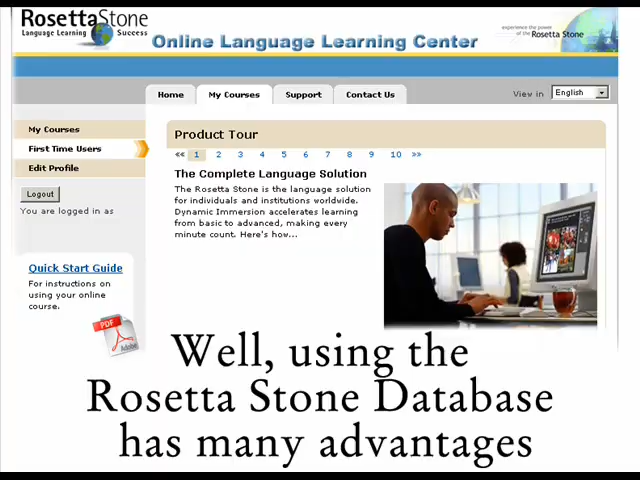 RosettaStone
Language Learning Success
Online Language Learning Center
experience the power
of the Rosetta Stone
Home
My Courses
Support
Contact Us
View in
English
My Courses
First Time Users
Edit Profile
Logout
You are logged in as
Quick Start Guide
For instructions on
using your online
course.
PDF
Adobe
Product Tour
«« 1 2 3 4 5 6 7 8 9 10 »»
The Complete Language Solution
The Rosetta Stone is the language solution
for individuals and institutions worldwide.
Dynamic Immersion accelerates learning
from basic to advanced, making every
minute count. Here's how...
Well, using the
Rosetta Stone Database
has many advantages